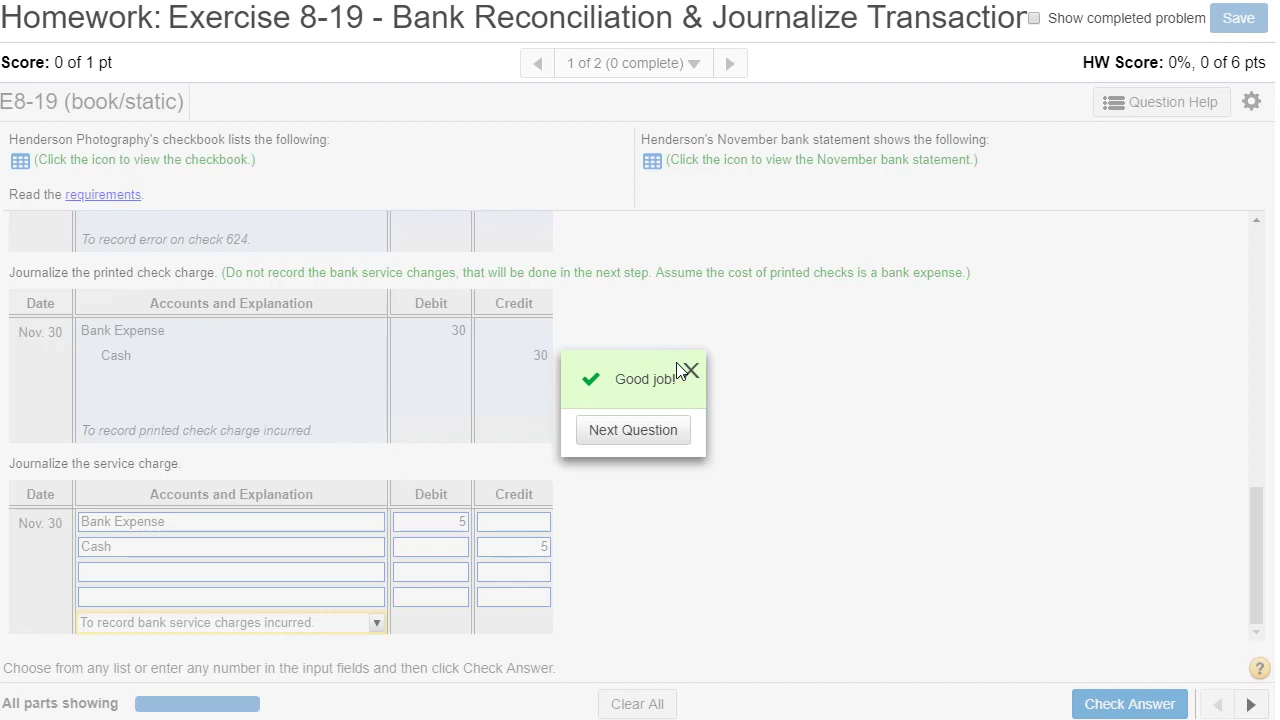 Homework: Exercise 8-19 - Bank Reconciliation & Journalize Transaction
Show completed problem
Save
Score: 0 of 1 pt
1 of 2 (0 complete)
HW Score: 0%, 0 of 6 pts
E8-19 (book/static)
Question Help
Henderson Photography's checkbook lists the following:
(Click the icon to view the checkbook.)
Read the requirements.
Henderson's November bank statement shows the following:
(Click the icon to view the November bank statement.)
To record error on check 624.
Journalize the printed check charge. (Do not record the bank service changes, that will be done in the next step. Assume the cost of printed checks is a bank expense.)
Date Accounts and Explanation Debit Credit
Nov. 30 Bank Expense 30
Cash 30
To record printed check charge incurred.
Good job!
Next Question
Journalize the service charge.
Date Accounts and Explanation Debit Credit
Nov. 30 Bank Expense 5
Cash 5
To record bank service charges incurred.
Choose from any list or enter any number in the input fields and then click Check Answer.
?
All parts showing
Clear All
Check Answer